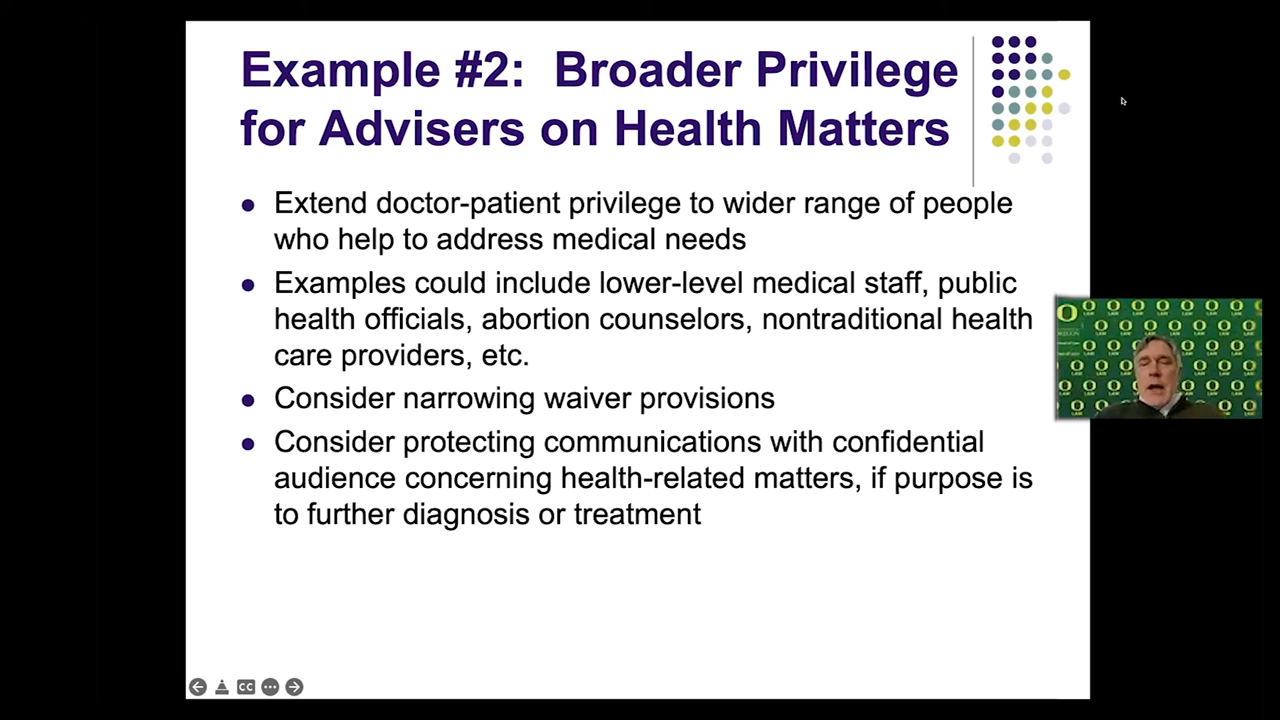 Example #2: Broader Privilege
for Advisers on Health Matters
Extend doctor-patient privilege to wider range of people
who help to address medical needs
Examples could include lower-level medical staff, public
health officials, abortion counselors, nontraditional health
care providers, etc.
Consider narrowing waiver provisions
Consider protecting communications with confidential
audience concerning health-related matters, if purpose is
to further diagnosis or treatment
CC